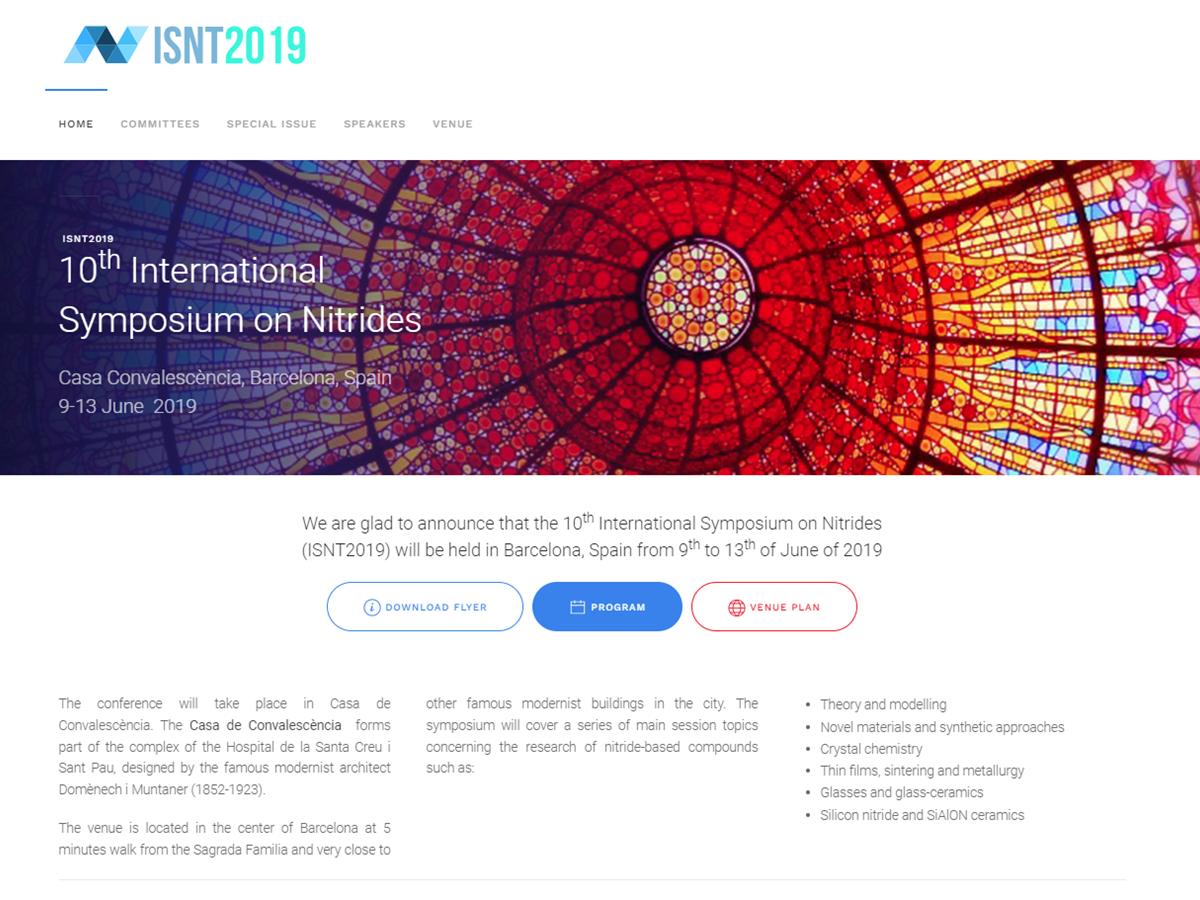 ISNT2019
HOME COMMITTEES SPECIAL ISSUE SPEAKERS VENUE
ISNT2019
10th International
Symposium on Nitrides
Casa Convalescència, Barcelona, Spain
9-13 June 2019
We are glad to announce that the 10th International Symposium on Nitrides
(ISNT2019) will be held in Barcelona, Spain from 9th to 13th of June of 2019
DOWNLOAD FLYER
PROGRAM
VENUE PLAN
The conference will take place in Casa de
Convalescència. The Casa de Convalescència forms
part of the complex of the Hospital de la Santa Creu i
Sant Pau, designed by the famous modernist architect
Domènech i Muntaner (1852-1923).
The venue is located in the center of Barcelona at 5
minutes walk from the Sagrada Familia and very close to
other famous modernist buildings in the city. The
symposium will cover a series of main session topics
concerning the research of nitride-based compounds
such as:
• Theory and modelling
• Novel materials and synthetic approaches
• Crystal chemistry
• Thin films, sintering and metallurgy
• Glasses and glass-ceramics
• Silicon nitride and SiAlON ceramics